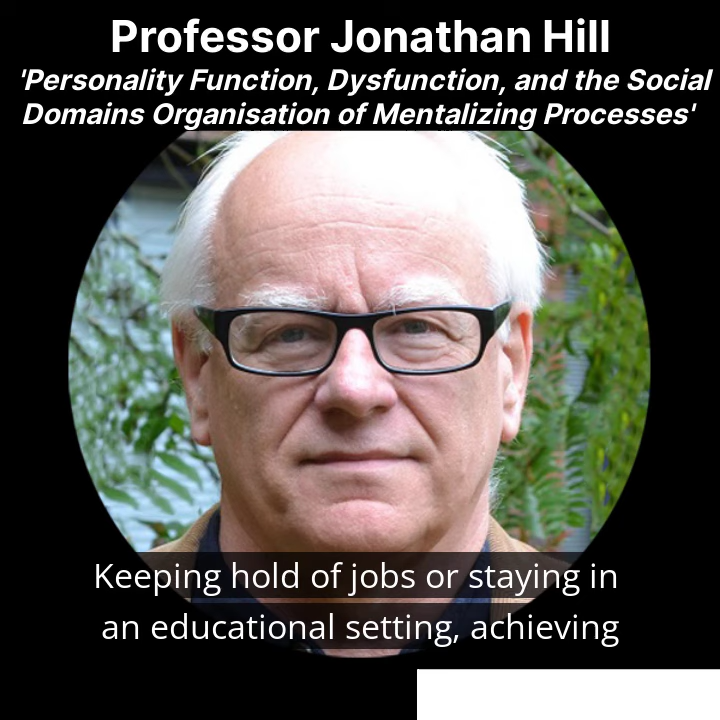 Professor Jonathan Hill
'Personality Function, Dysfunction, and the Social
Domains Organisation of Mentalizing Processes'
Keeping hold of jobs or staying in
an educational setting, achieving